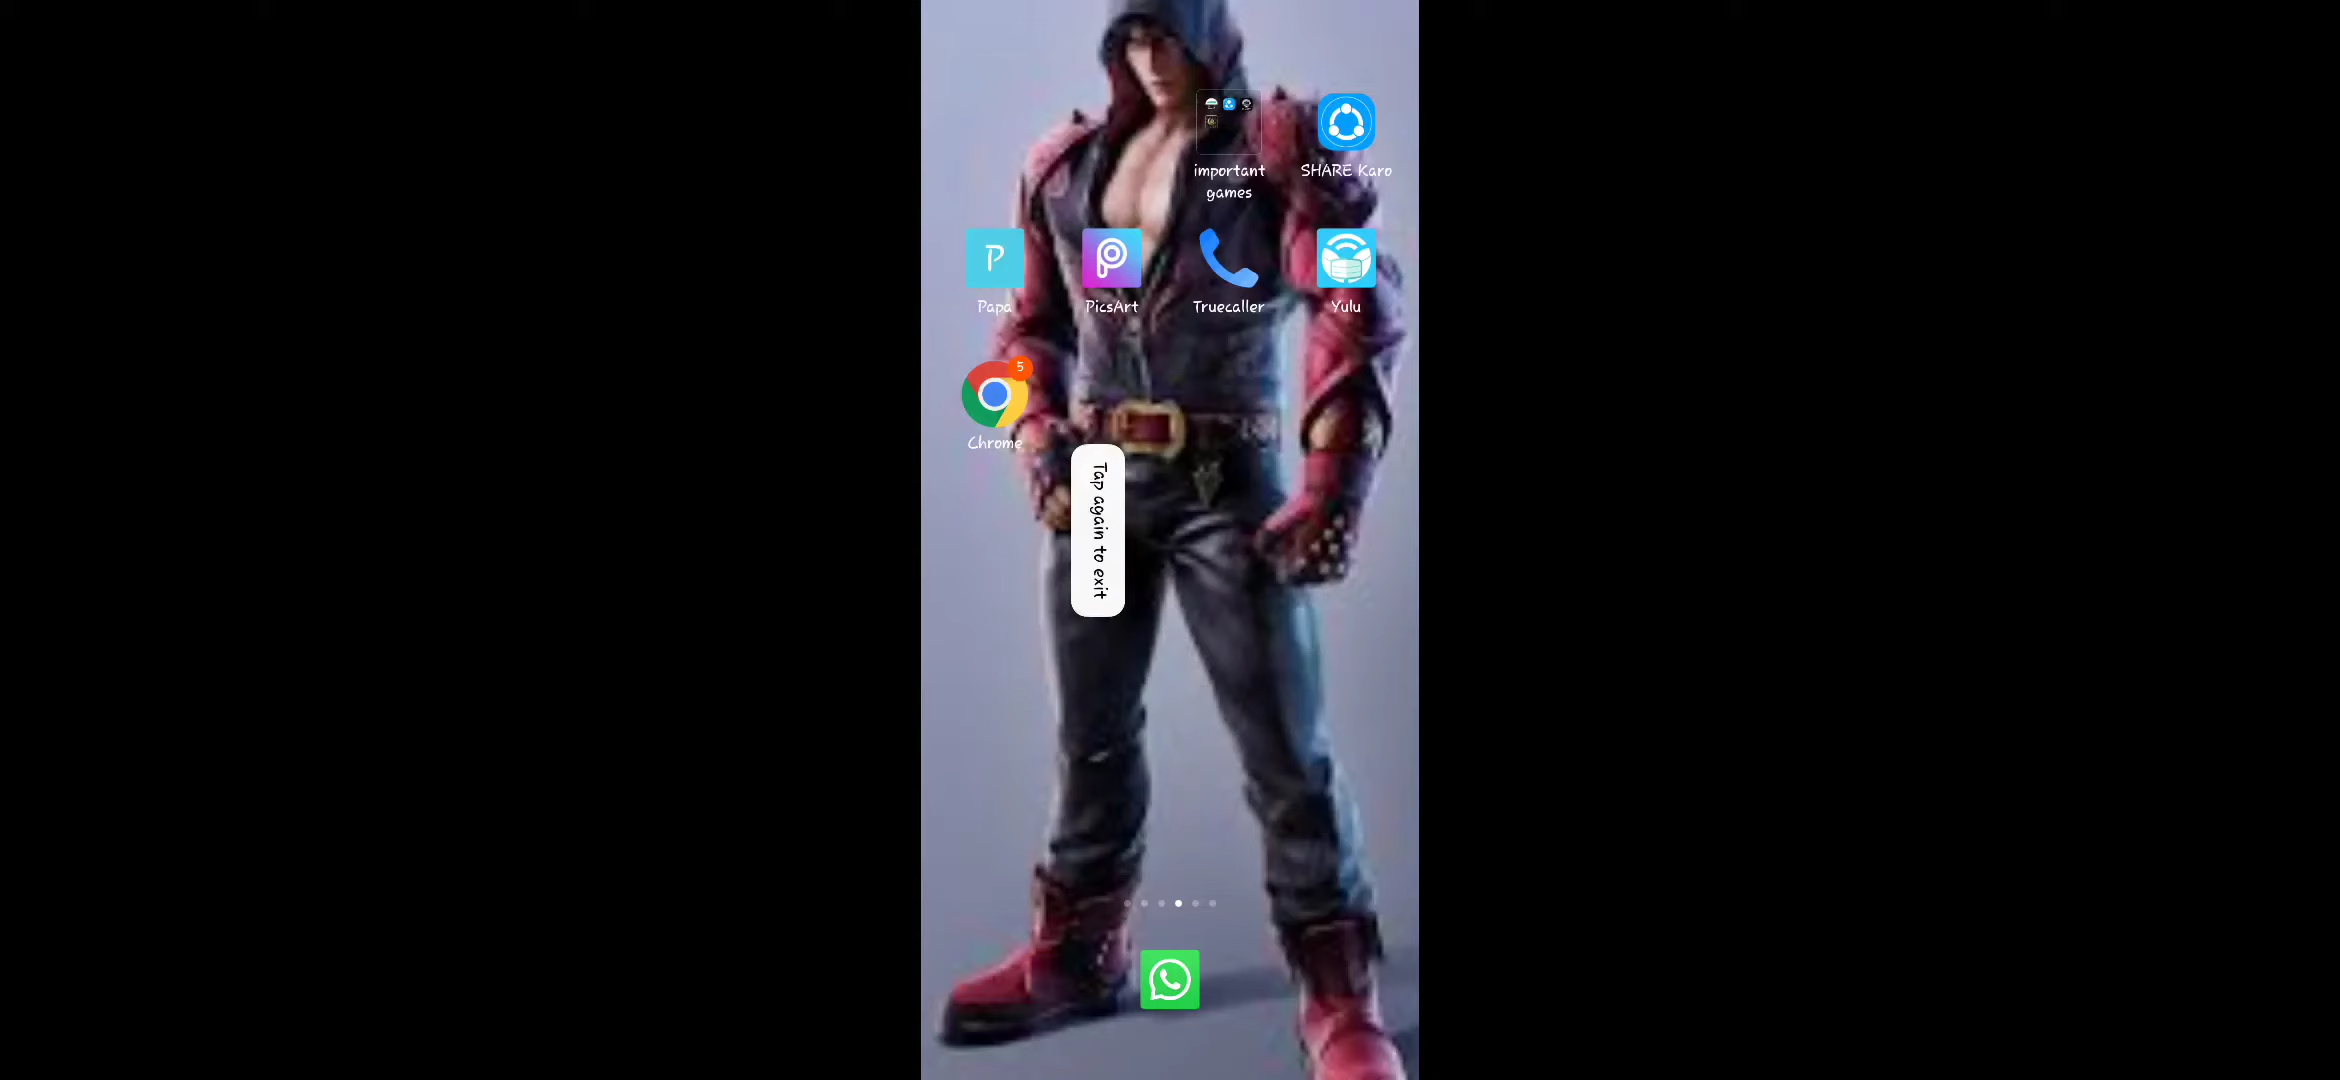 important
games
SHARE Karo
P
Papa
PicsArt
Truecaller
Yulu
5
Chrome
Tap again to exit